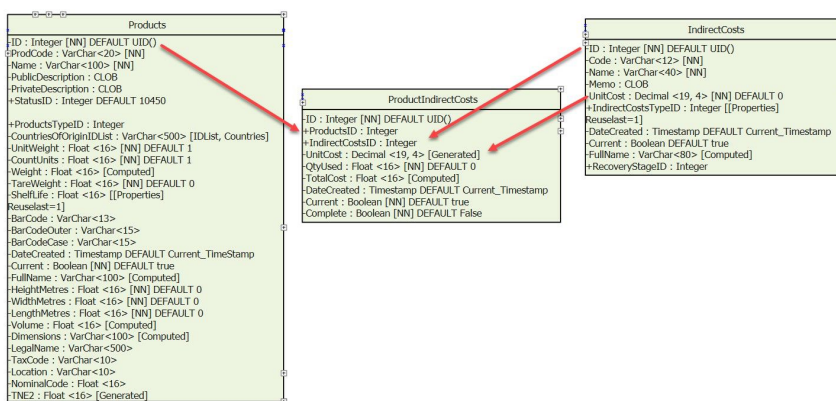 Products
-ID : Integer [NN] DEFAULT UID()
-ProdCode : VarChar<20> [NN]
-Name : VarChar<100> [NN]
-PublicDescription : CLOB
-PrivateDescription : CLOB
+StatusID : Integer DEFAULT 10450
+ProductsTypeID : Integer
-CountriesOfOriginIDList : VarChar<500> [IDList, Countries]
-UnitWeight : Float <16> [NN] DEFAULT 1
-CountUnits : Float <16> [NN] DEFAULT 1
-Weight : Float <16> [Computed]
-TareWeight : Float <16> [NN] DEFAULT 0
-ShelfLife : Float <16> [[Properties]
Reuselast=1]
-BarCode : VarChar<13>
-BarCodeOuter : VarChar<15>
-BarCodeCase : VarChar<15>
-DateCreated : Timestamp DEFAULT Current_TimeStamp
-Current : Boolean [NN] DEFAULT true
-FullName : VarChar<100> [Computed]
-HeightMetres : Float <16> [NN] DEFAULT 0
-WidthMetres : Float <16> [NN] DEFAULT 0
-LengthMetres : Float <16> [NN] DEFAULT 0
-Volume : Float <16> [Computed]
-Dimensions : VarChar<100> [Computed]
-LegalName : VarChar<500>
-TaxCode : VarChar<10>
-Location : VarChar<10>
-NominalCode : Float <16>
-TNE2 : Float <16> [Generated]
ProductIndirectCosts
-ID : Integer [NN] DEFAULT UID()
+ProductsID : Integer
+IndirectCostsID : Integer
-UnitCost : Decimal <19, 4> [Generated]
-QtyUsed : Float <16> [NN] DEFAULT 0
-TotalCost : Float <16> [Computed]
-DateCreated : Timestamp DEFAULT Current_Timestamp
-Current : Boolean [NN] DEFAULT true
-Complete : Boolean [NN] DEFAULT False
IndirectCosts
-ID : Integer [NN] DEFAULT UID()
-Code : VarChar<12> [NN]
-Name : VarChar<40> [NN]
-Memo : CLOB
-UnitCost : Decimal <19, 4> [NN] DEFAULT 0
+IndirectCostsTypeID : Integer [[Properties]
Reuselast=1]
-DateCreated : Timestamp DEFAULT Current_Timestamp
-Current : Boolean DEFAULT true
-FullName : VarChar<80> [Computed]
+RecoveryStageID : Integer